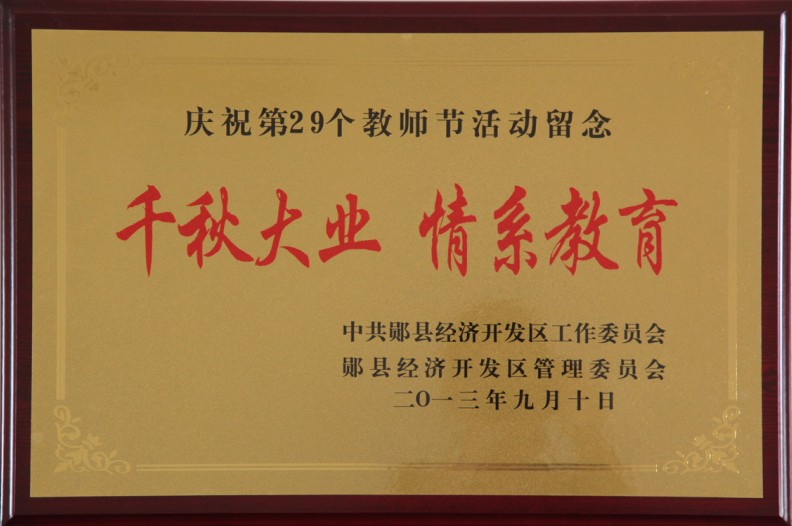 庆祝第29个教师节活动留念
千秋大业 情系教育
中共郧县经济开发区工作委员会
郧县经济开发区管理委员会
二〇一三年九月十日